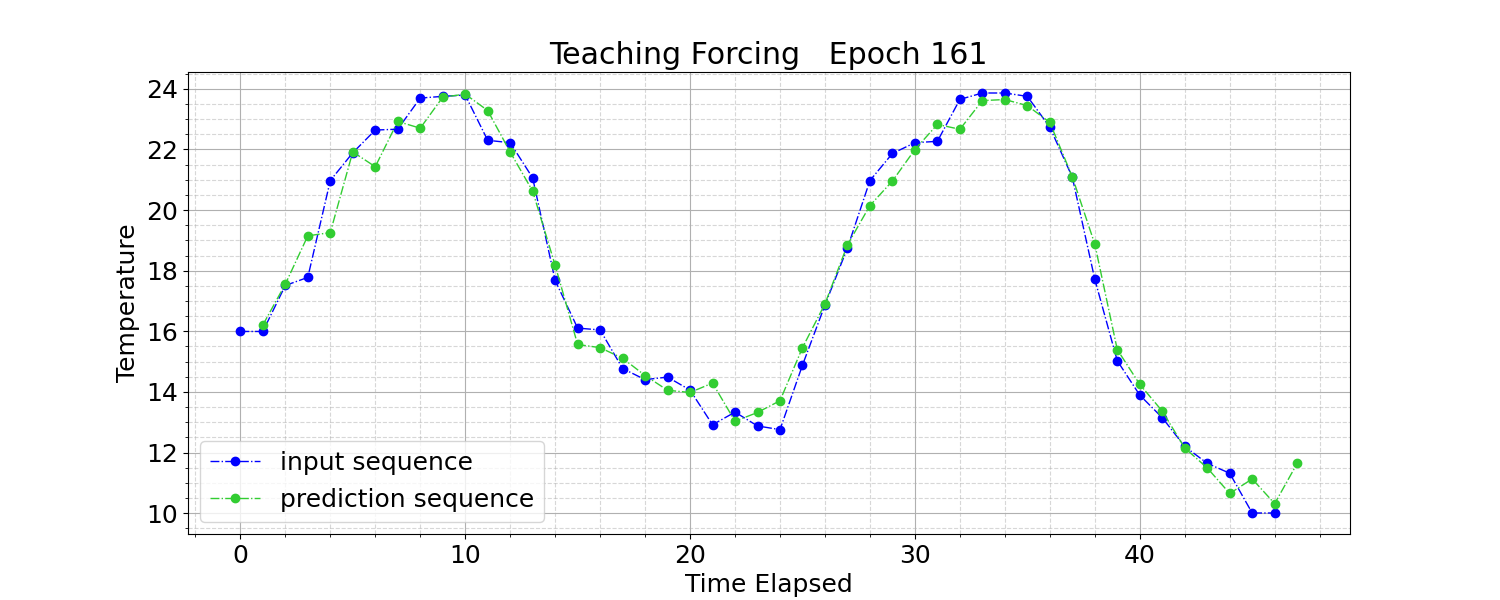 Teaching Forcing   Epoch 161
24
22
20
18
16
14
12
10
Temperature
input sequence
prediction sequence
0 10 20 30 40
Time Elapsed